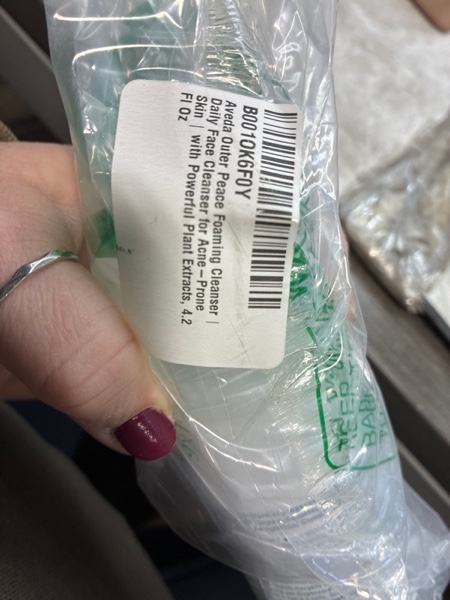 B0010K6F0Y
Aveda Outer Peace Foaming Cleanser |
Daily Face Cleanser for Acne-Prone
Skin | with Powerful Plant Extracts, 4.2
Fl Oz